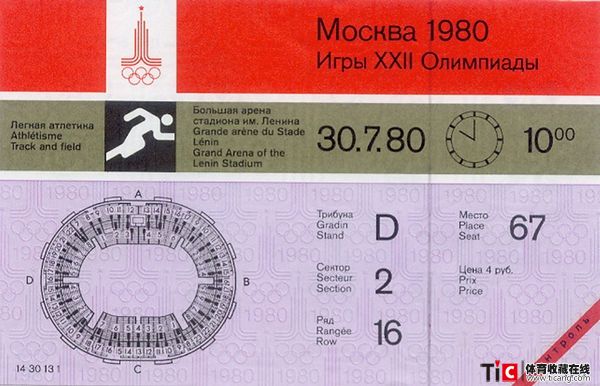 Москва 1980
Игры XXII Олимпиады
Легкая атлетика
Athlétisme
Track and field
Большая арена
стадиона им. Ленина
Grande arène du Stade
Lénin
Grand Arena of the
Lenin Stadium
30.7.80
10⁰⁰
A
B
C
D
Трибуна
Gradin
Stand
D
Место
Place
Seat
67
Сектор
Secteur
Section
2
Цена 4 руб.
Prix
Price
Ряд
Rangée
Row
16
14 30 13 1
TiC 体育收藏在线
www.ticarfg.com